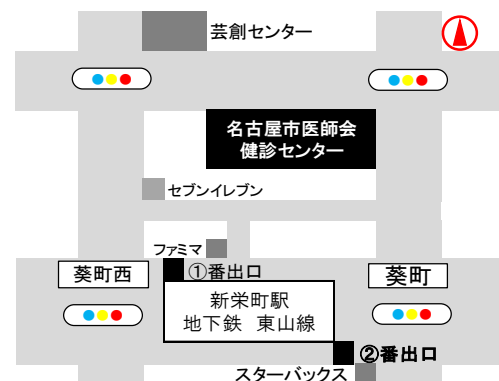 芸創センター
名古屋市医師会
健診センター
セブンイレブン
ファミマ
葵町西
①番出口
葵町
新栄町駅
地下鉄 東山線
②番出口
スターバックス